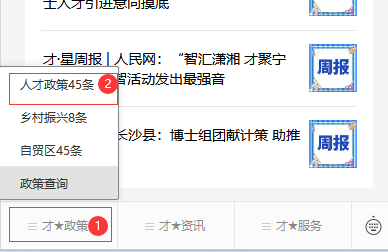 士人才引进意向摸底
才·星周报 | 人民网：“智汇潇湘 才聚宁
智活动发出最强音
周报
人才政策45条 2
乡村振兴8条
自贸区45条
政策查询
长沙县：博士组团献计策 助推
周报
才★政策 1
才★资讯
才★服务